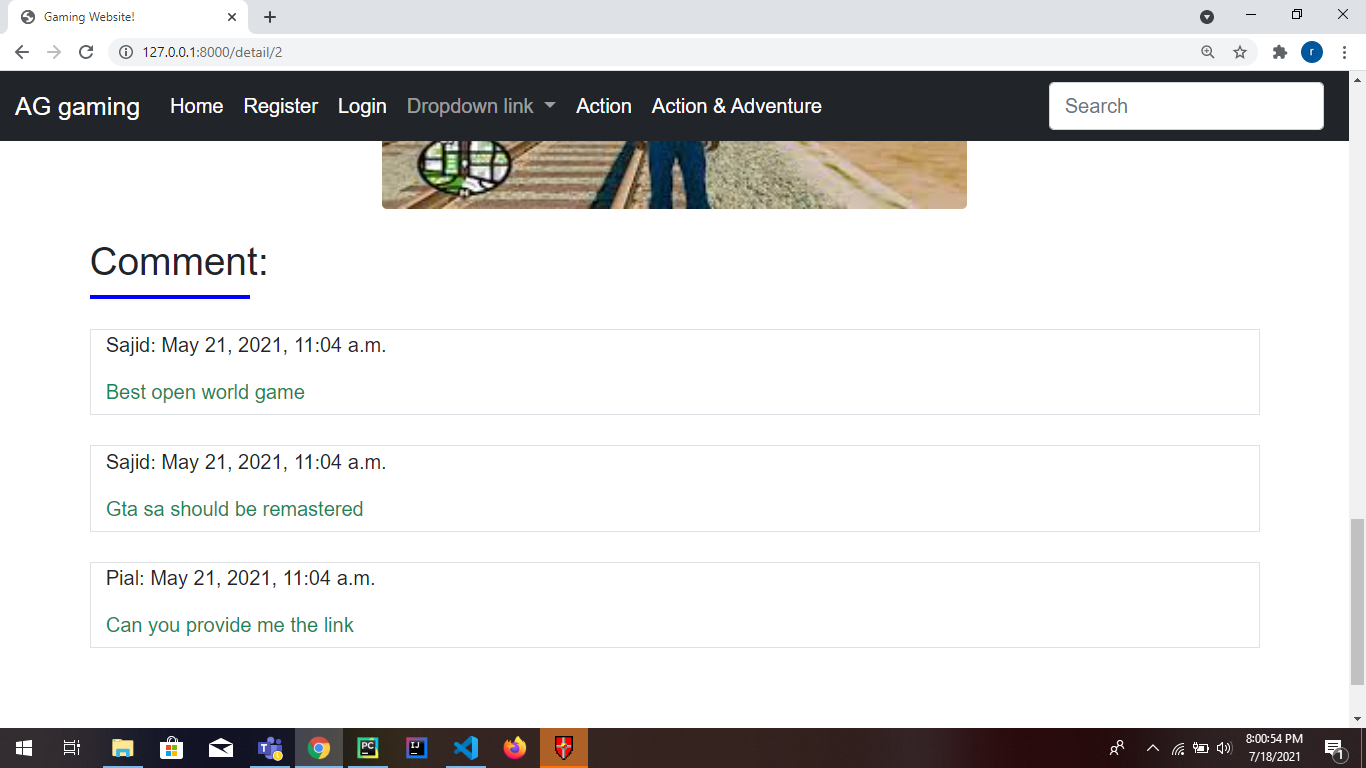 Gaming Website!
127.0.0.1:8000/detail/2
r
AG gaming Home Register Login Dropdown link Action Action & Adventure Search
Comment:
Sajid: May 21, 2021, 11:04 a.m.
Best open world game
Sajid: May 21, 2021, 11:04 a.m.
Gta sa should be remastered
Pial: May 21, 2021, 11:04 a.m.
Can you provide me the link
PC
IJ
8:00:54 PM
7/18/2021
1